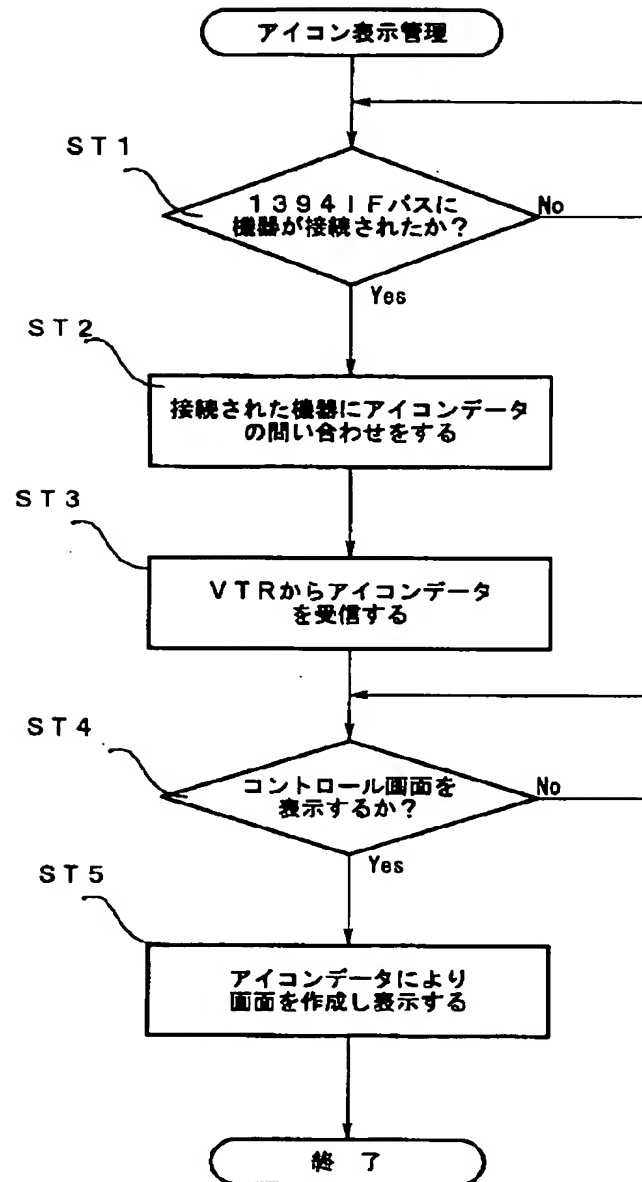 アイコン表示管理
ST1
1394IFバスに
機器が接続されたか?
No
Yes
ST2
接続された機器にアイコンデータ
の問い合わせをする
ST3
VTRからアイコンデータ
を受信する
ST4
コントロール画面を
表示するか?
No
Yes
ST5
アイコンデータにより
画面を作成し表示する
終 了